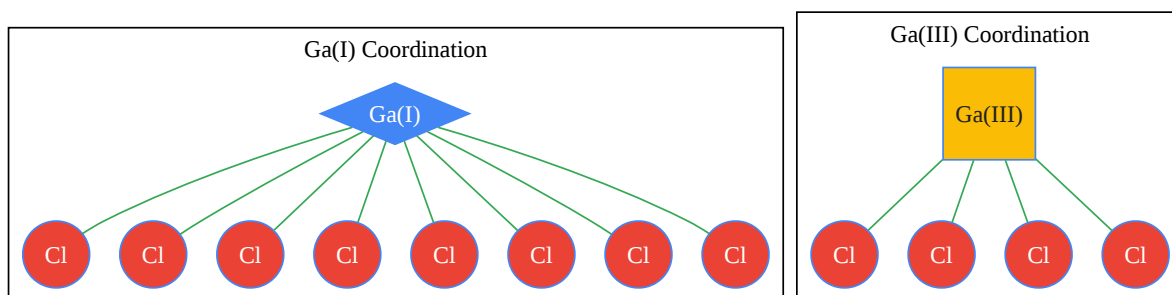 Ga(I) Coordination
Ga(I)
Cl Cl Cl Cl Cl Cl Cl Cl
Ga(III) Coordination
Ga(III)
Cl Cl Cl Cl